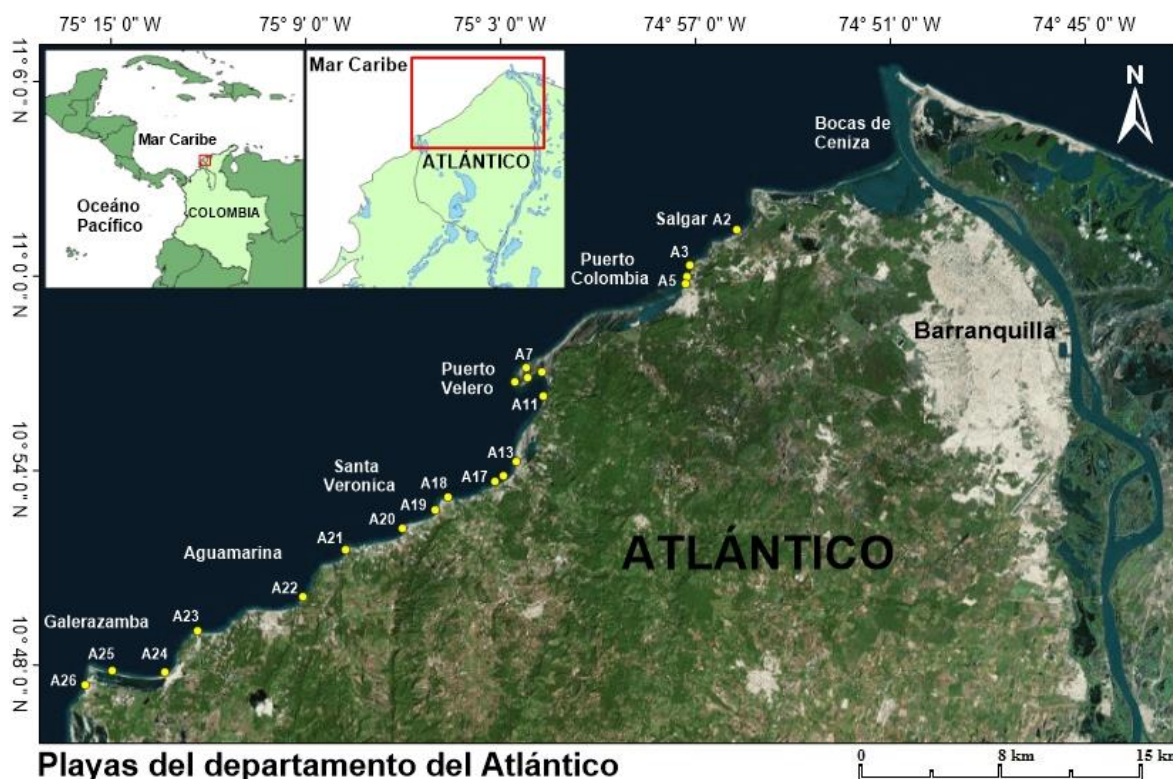 75° 15' 0" W
75° 9' 0" W
75° 3' 0" W
74° 57' 0" W
74° 51' 0" W
74° 45' 0" W
11° 6' 0" N
11° 0' 0" N
10° 54' 0" N
10° 48' 0" N
Mar Caribe
Oceáno
Pacífico
COLOMBIA
Mar Caribe
ATLÁNTICO
N
Bocas de
Ceniza
Salgar A2
A3
Puerto
Colombia
A5
Barranquilla
A7
Puerto
Velero
A11
A13
Santa
Veronica
A17
A18
A19
A20
A21
ATLÁNTICO
Aguamarina
A22
A23
Galerazamba
A25
A24
A26
Playas del departamento del Atlántico
0
8 km
15 km